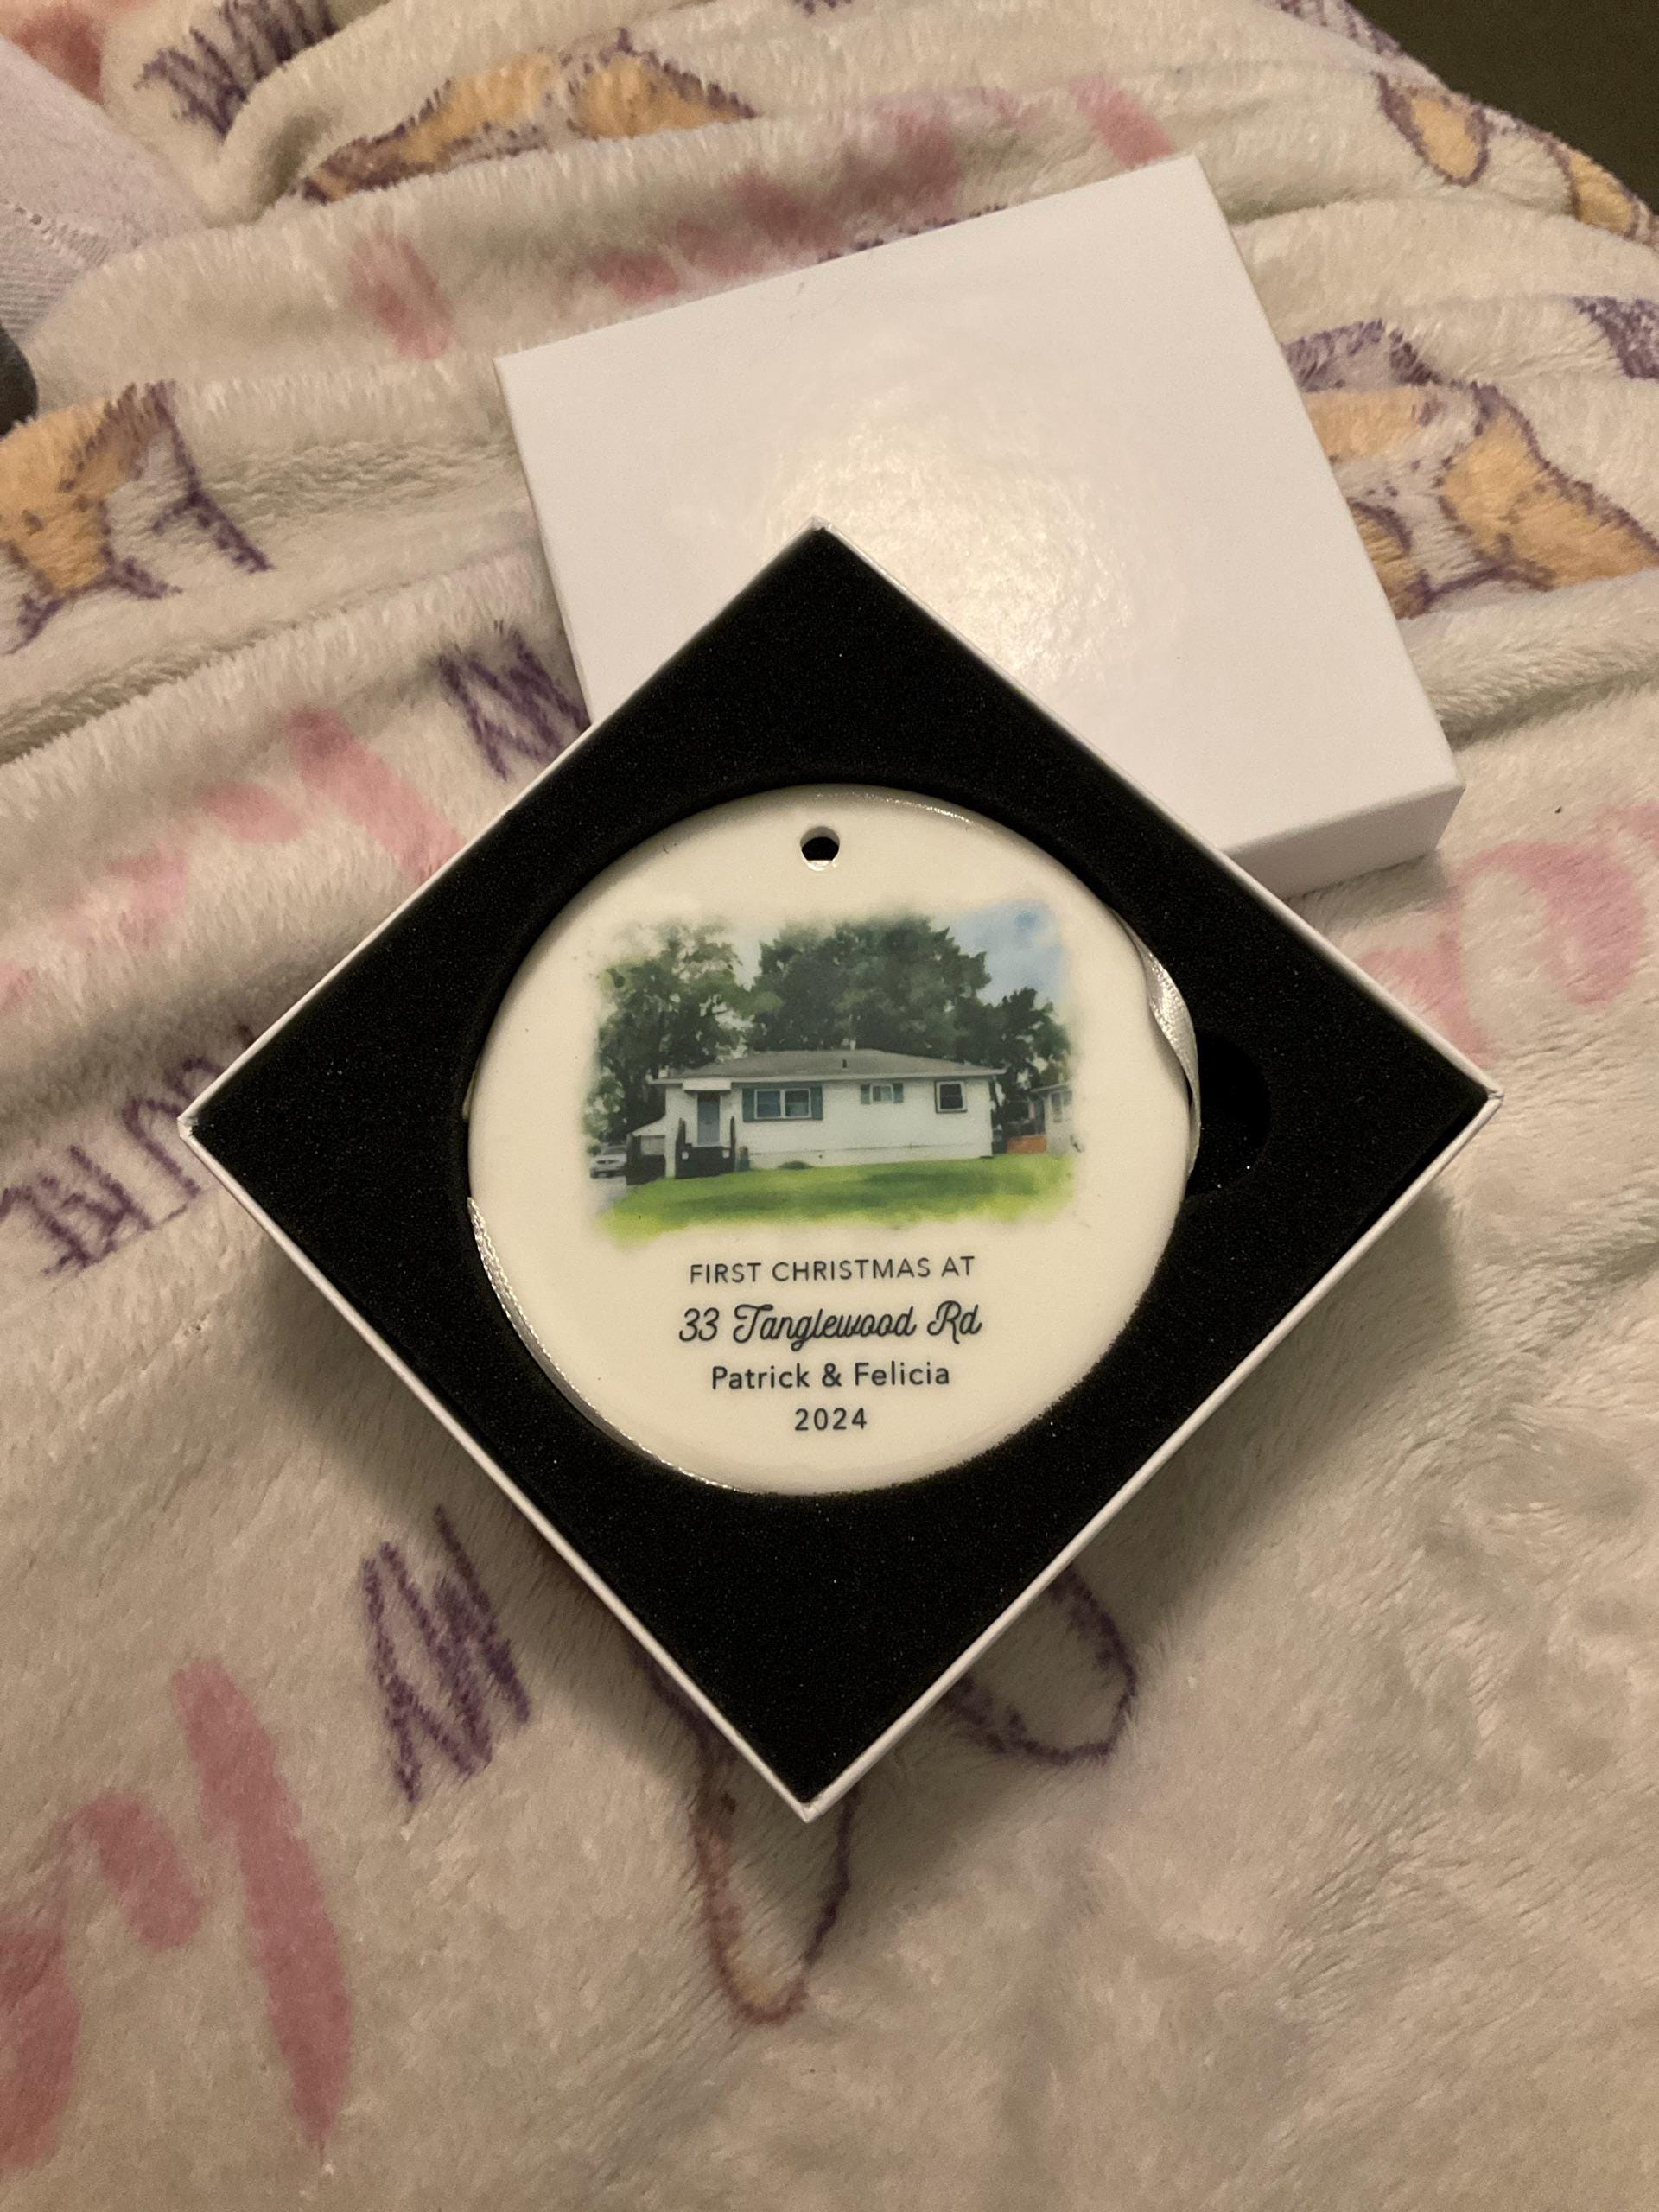 FIRST CHRISTMAS AT
33 Tanglewood Rd
Patrick & Felicia
2024